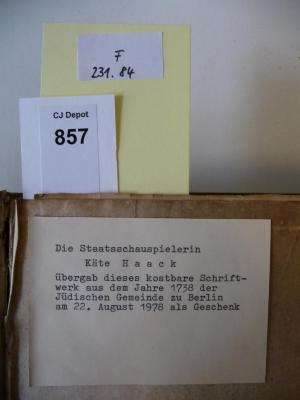 F
231.84
CJ Depot
857
Die Staatsschauspielerin
Käte H a a c k
übergab dieses kostbare Schrift-
werk aus dem Jahre 1738 der
Jüdischen Gemeinde zu Berlin
am 22. August 1978 als Geschenk